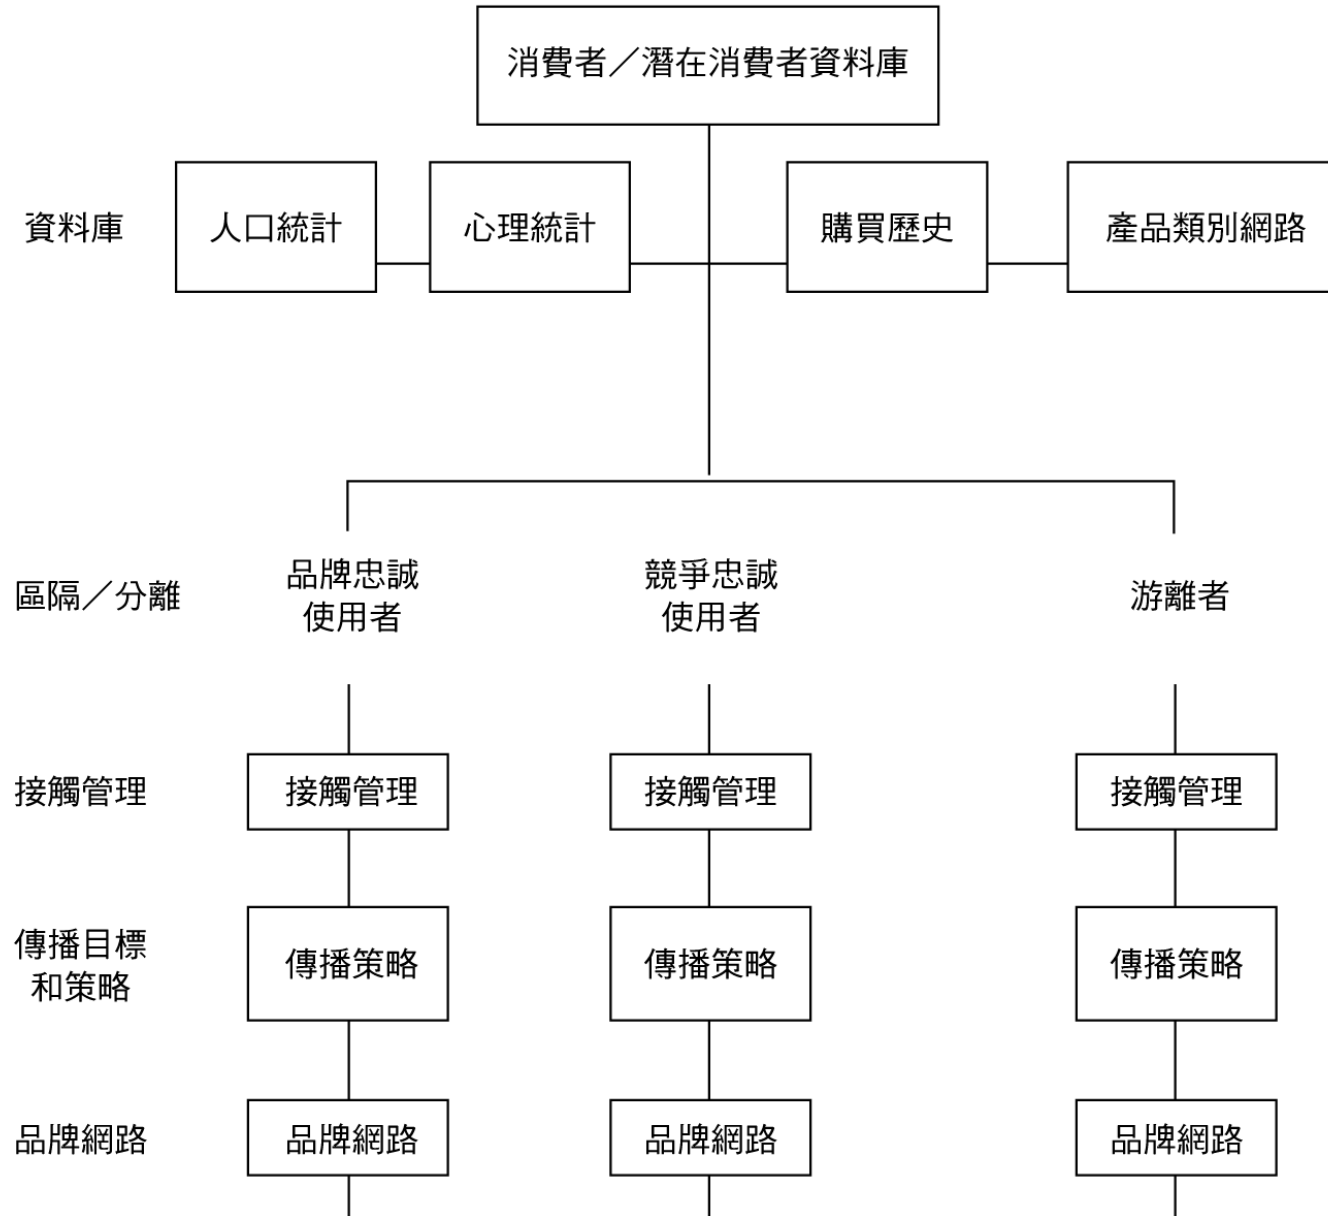 消費者／潛在消費者資料庫
資料庫
人口統計
心理統計
購買歷史
產品類別網路
區隔／分離
品牌忠誠
使用者
競爭忠誠
使用者
游離者
接觸管理
接觸管理
接觸管理
接觸管理
傳播目標
和策略
傳播策略
傳播策略
傳播策略
品牌網路
品牌網路
品牌網路
品牌網路